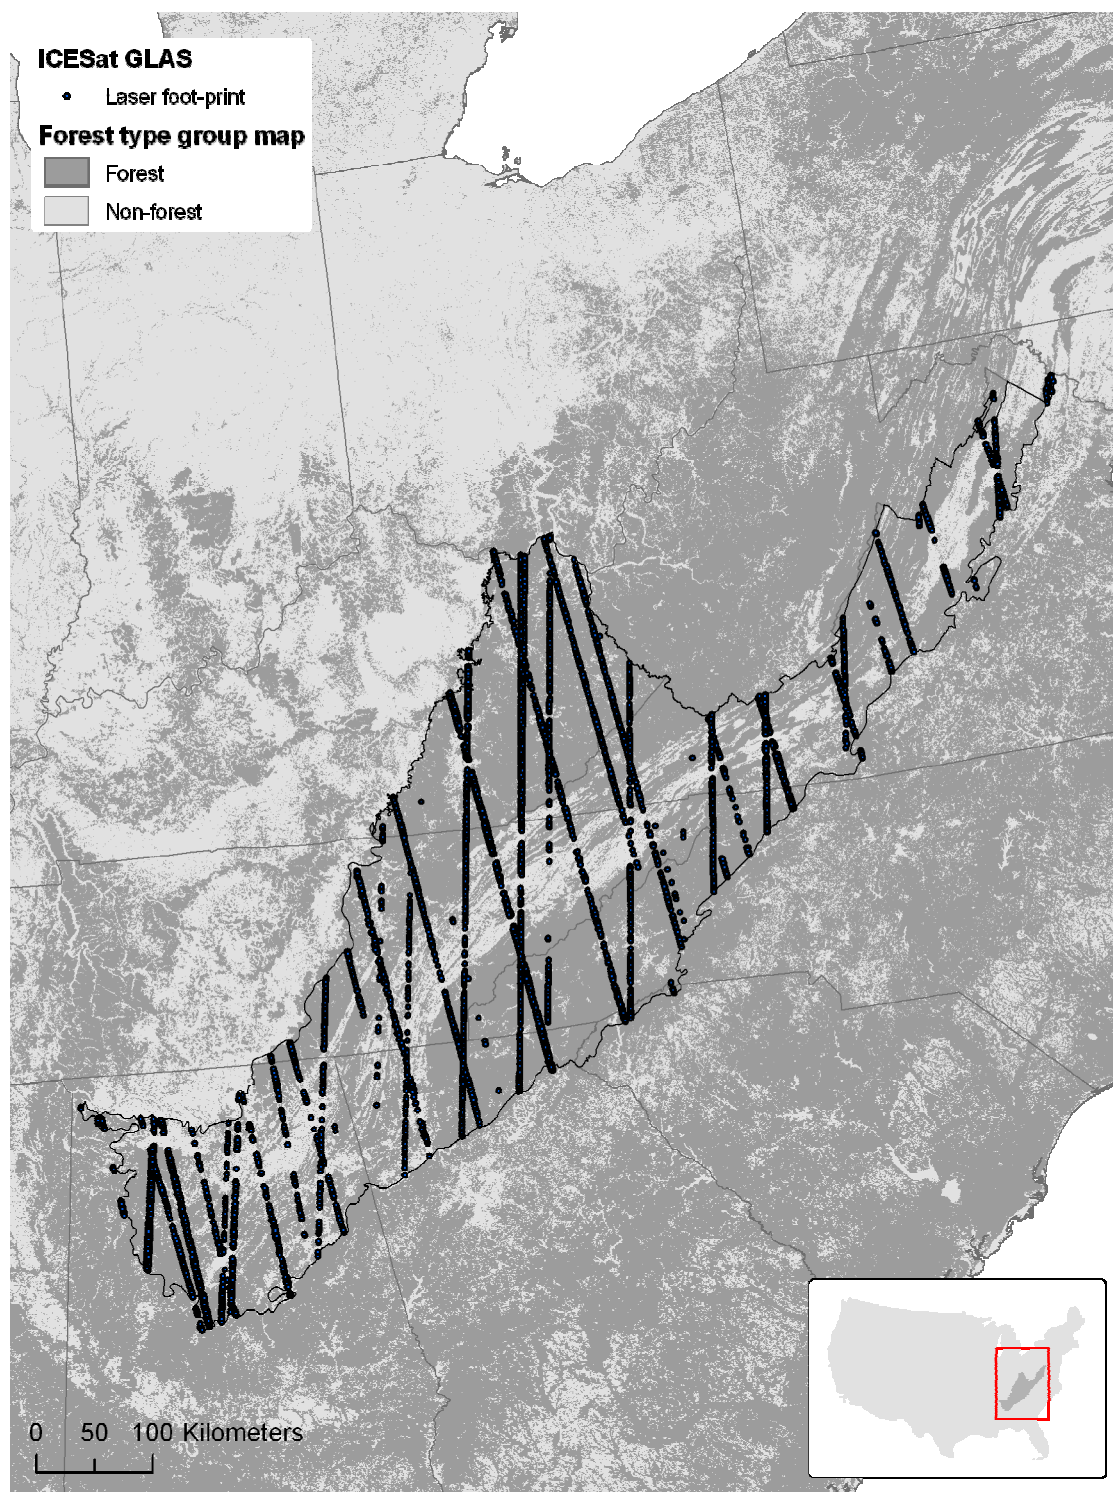 ICESat GLAS
Laser foot-print
Forest type group map
Forest
Non-forest
0 50 100 Kilometers